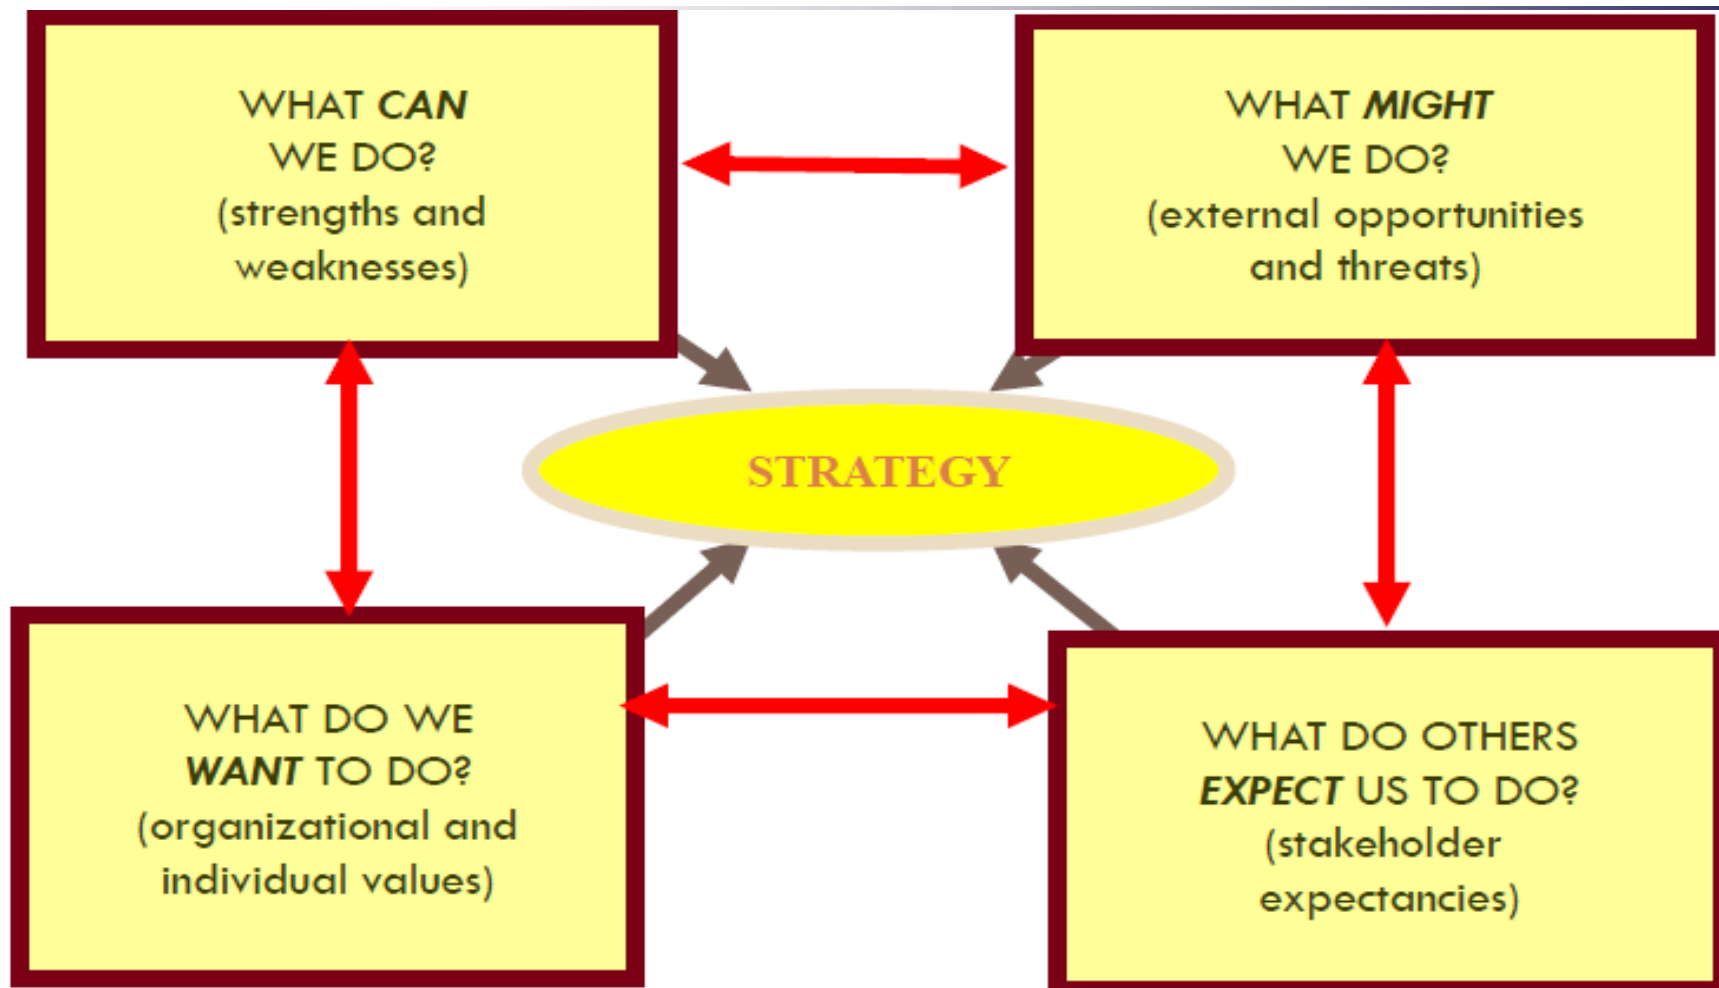 WHAT CAN
WE DO?
(strengths and
weaknesses)
WHAT MIGHT
WE DO?
(external opportunities
and threats)
STRATEGY
WHAT DO WE
WANT TO DO?
(organizational and
individual values)
WHAT DO OTHERS
EXPECT US TO DO?
(stakeholder
expectancies)